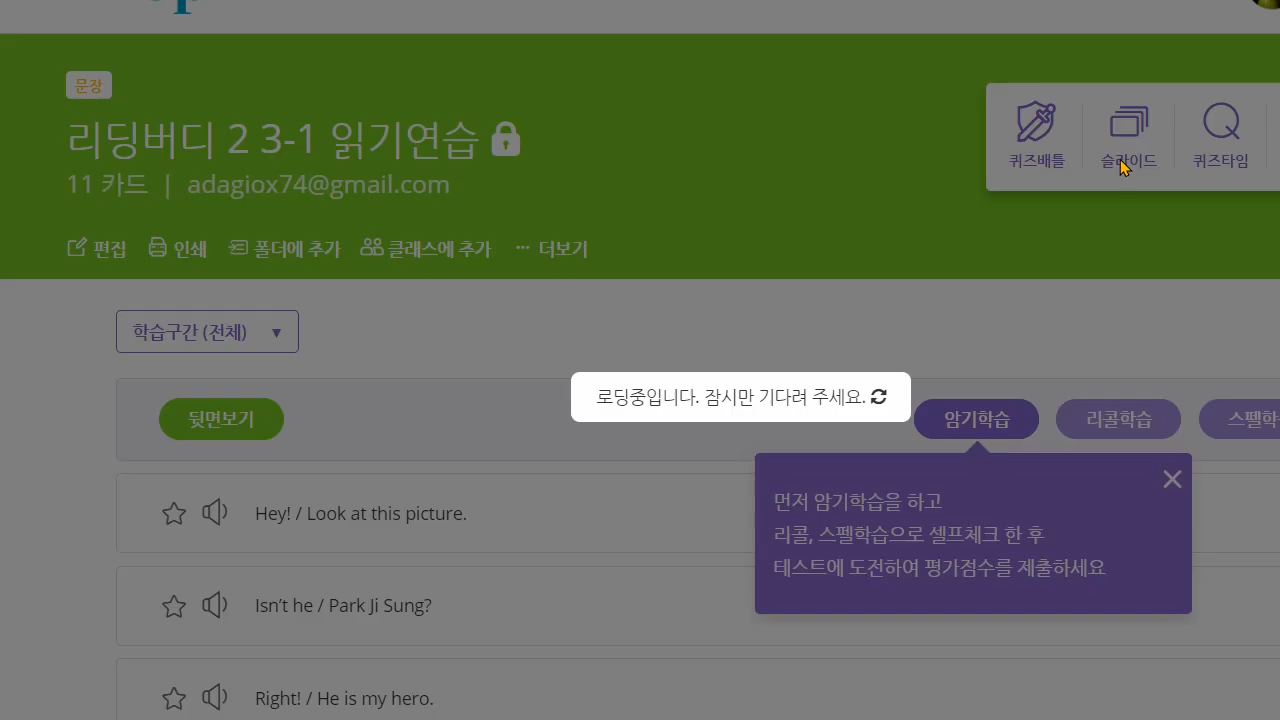 문장
리딩버디 2 3-1 읽기연습
11 카드 | adagiox74@gmail.com
편집 인쇄 폴더에 추가 클래스에 추가 ··· 더보기
퀴즈배틀 슬라이드 퀴즈타임
학습구간 (전체) ▼
로딩중입니다. 잠시만 기다려 주세요.
뒷면보기 암기학습 리콜학습 스펠학
먼저 암기학습을 하고
리콜, 스펠학습으로 셀프체크 한 후
테스트에 도전하여 평가점수를 제출하세요
Hey! / Look at this picture.
Isn’t he / Park Ji Sung?
Right! / He is my hero.